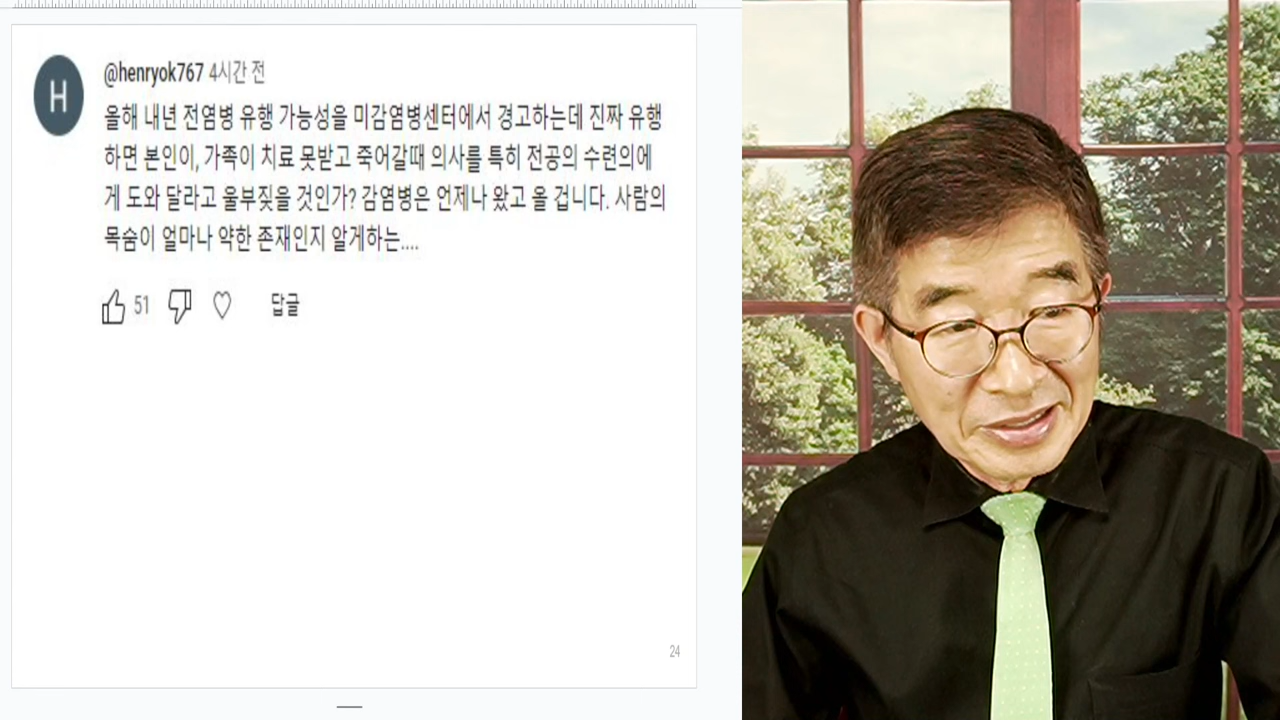 @henryok767 4시간 전
올해 내년 전염병 유행 가능성을 미감염병센터에서 경고하는데 진짜 유행
하면 본인이, 가족이 치료 못받고 죽어갈때 의사를 특히 전공의 수련의에
게 도와 달라고 울부짖을 것인가? 감염병은 언제나 왔고 올 겁니다. 사람의
목숨이 얼마나 약한 존재인지 알게하는....
51 답글
24
H